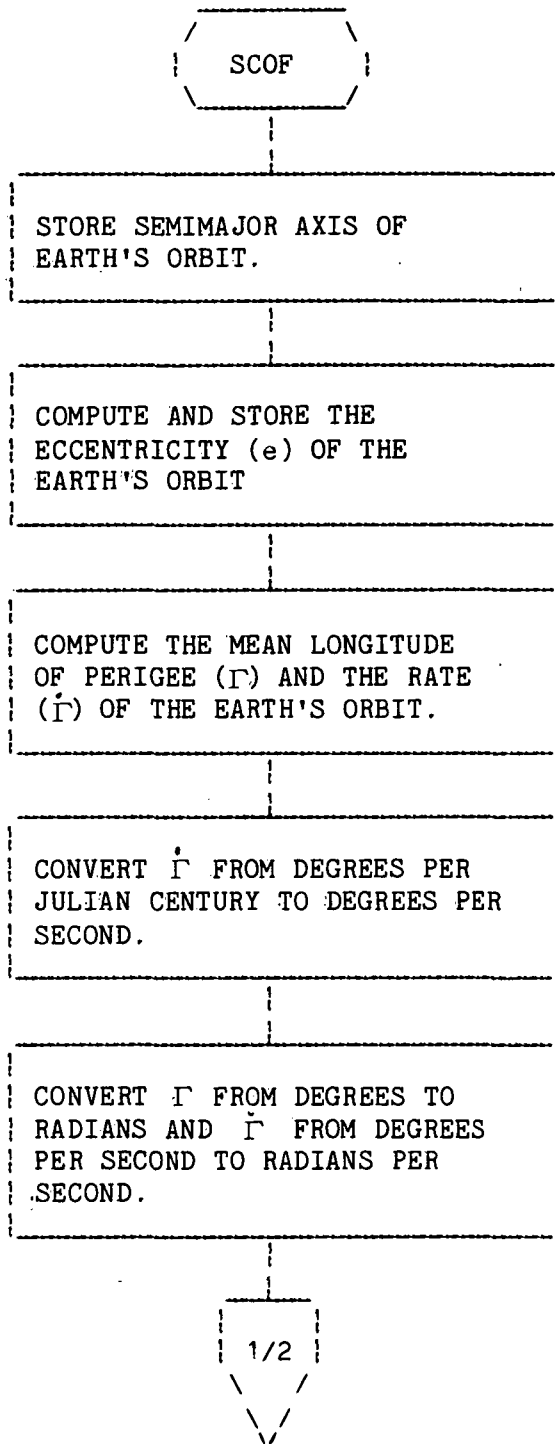 SCOF
STORE SEMIMAJOR AXIS OF
EARTH'S ORBIT.
COMPUTE AND STORE THE
ECCENTRICITY (e) OF THE
EARTH'S ORBIT
COMPUTE THE MEAN LONGITUDE
OF PERIGEE (Γ) AND THE RATE
(Γ̇) OF THE EARTH'S ORBIT.
CONVERT Γ̇ FROM DEGREES PER
JULIAN CENTURY TO DEGREES PER
SECOND.
CONVERT Γ FROM DEGREES TO
RADIANS AND Γ̇ FROM DEGREES
PER SECOND TO RADIANS PER
SECOND.
1/2